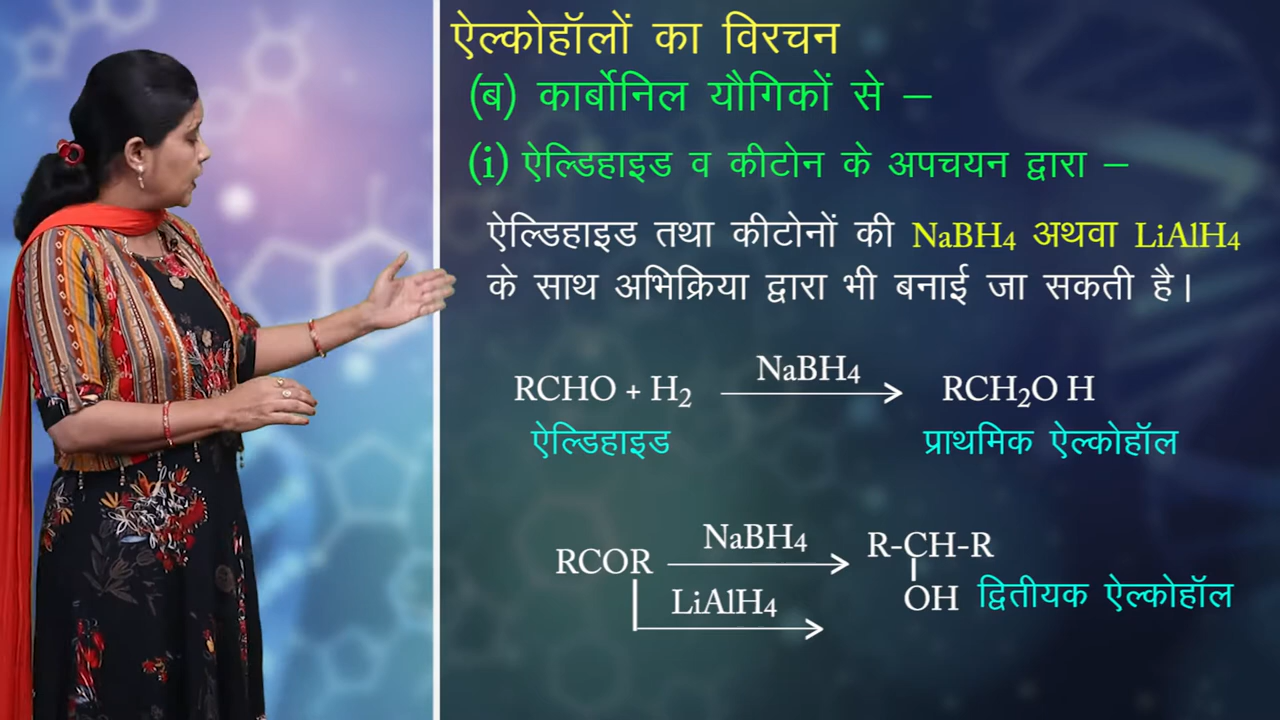 ऐल्कोहॉलों का विरचन
(ब) कार्बोनिल यौगिकों से –
(i) ऐल्डिहाइड व कीटोन के अपचयन द्वारा –
ऐल्डिहाइड तथा कीटोनों की NaBH4 अथवा LiAlH4
के साथ अभिक्रिया द्वारा भी बनाई जा सकती है।
NaBH4
RCHO + H2 → RCH2O H
ऐल्डिहाइड प्राथमिक ऐल्कोहॉल
NaBH4
RCOR → R-CH-R
LiAlH4 OH द्वितीयक ऐल्कोहॉल